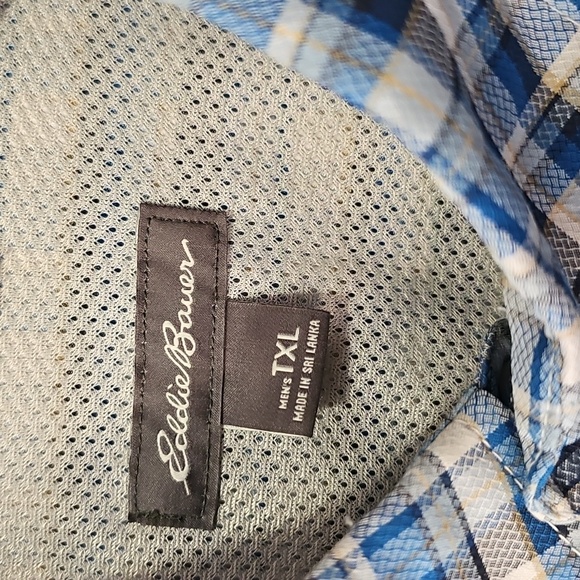 Eddie Bauer
MEN'S TXL
MADE IN SRI LANKA